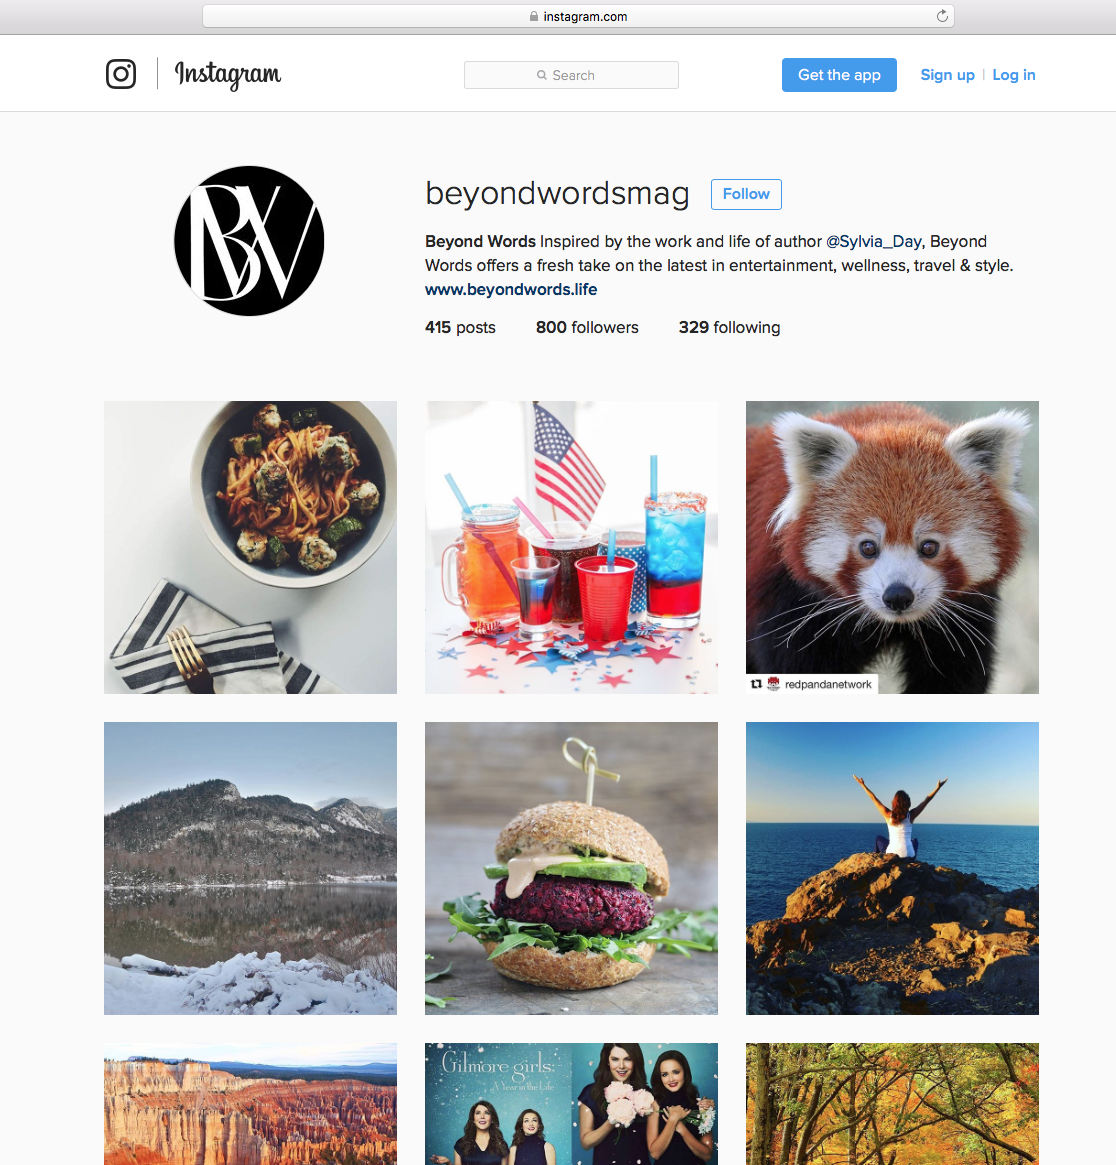 instagram.com
Instagram
Search
Get the app
Sign up | Log in
BW
beyondwordsmag
Follow
Beyond Words Inspired by the work and life of author @Sylvia_Day, Beyond
Words offers a fresh take on the latest in entertainment, wellness, travel & style.
www.beyondwords.life
415 posts 800 followers 329 following
redpandanetwork
Gilmore girls:
A Year in the Life